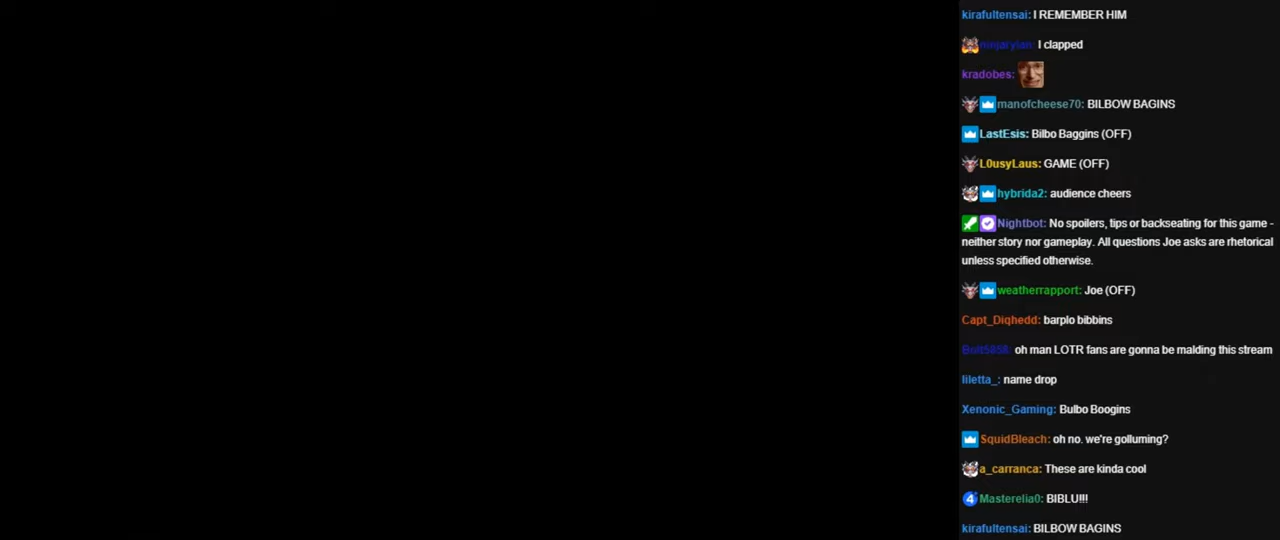 kirafultensai: I REMEMBER HIM
ninjaryian: I clapped
kradobes:
manofcheese70: BILBOW BAGINS
LastEsis: Bilbo Baggins (OFF)
L0usyLaus: GAME (OFF)
hybrida2: audience cheers
Nightbot: No spoilers, tips or backseating for this game -
neither story nor gameplay. All questions Joe asks are rhetorical
unless specified otherwise.
weatherrapport: Joe (OFF)
Capt_Diqhedd: barplo bibbins
oh man LOTR fans are gonna be malding this stream
liletta_: name drop
Xenonic_Gaming: Bulbo Boogins
SquidBleach: oh no. we're golluming?
a_carranca: These are kinda cool
4 Masterelia0: BIBLU!!!
kirafultensai: BILBOW BAGINS